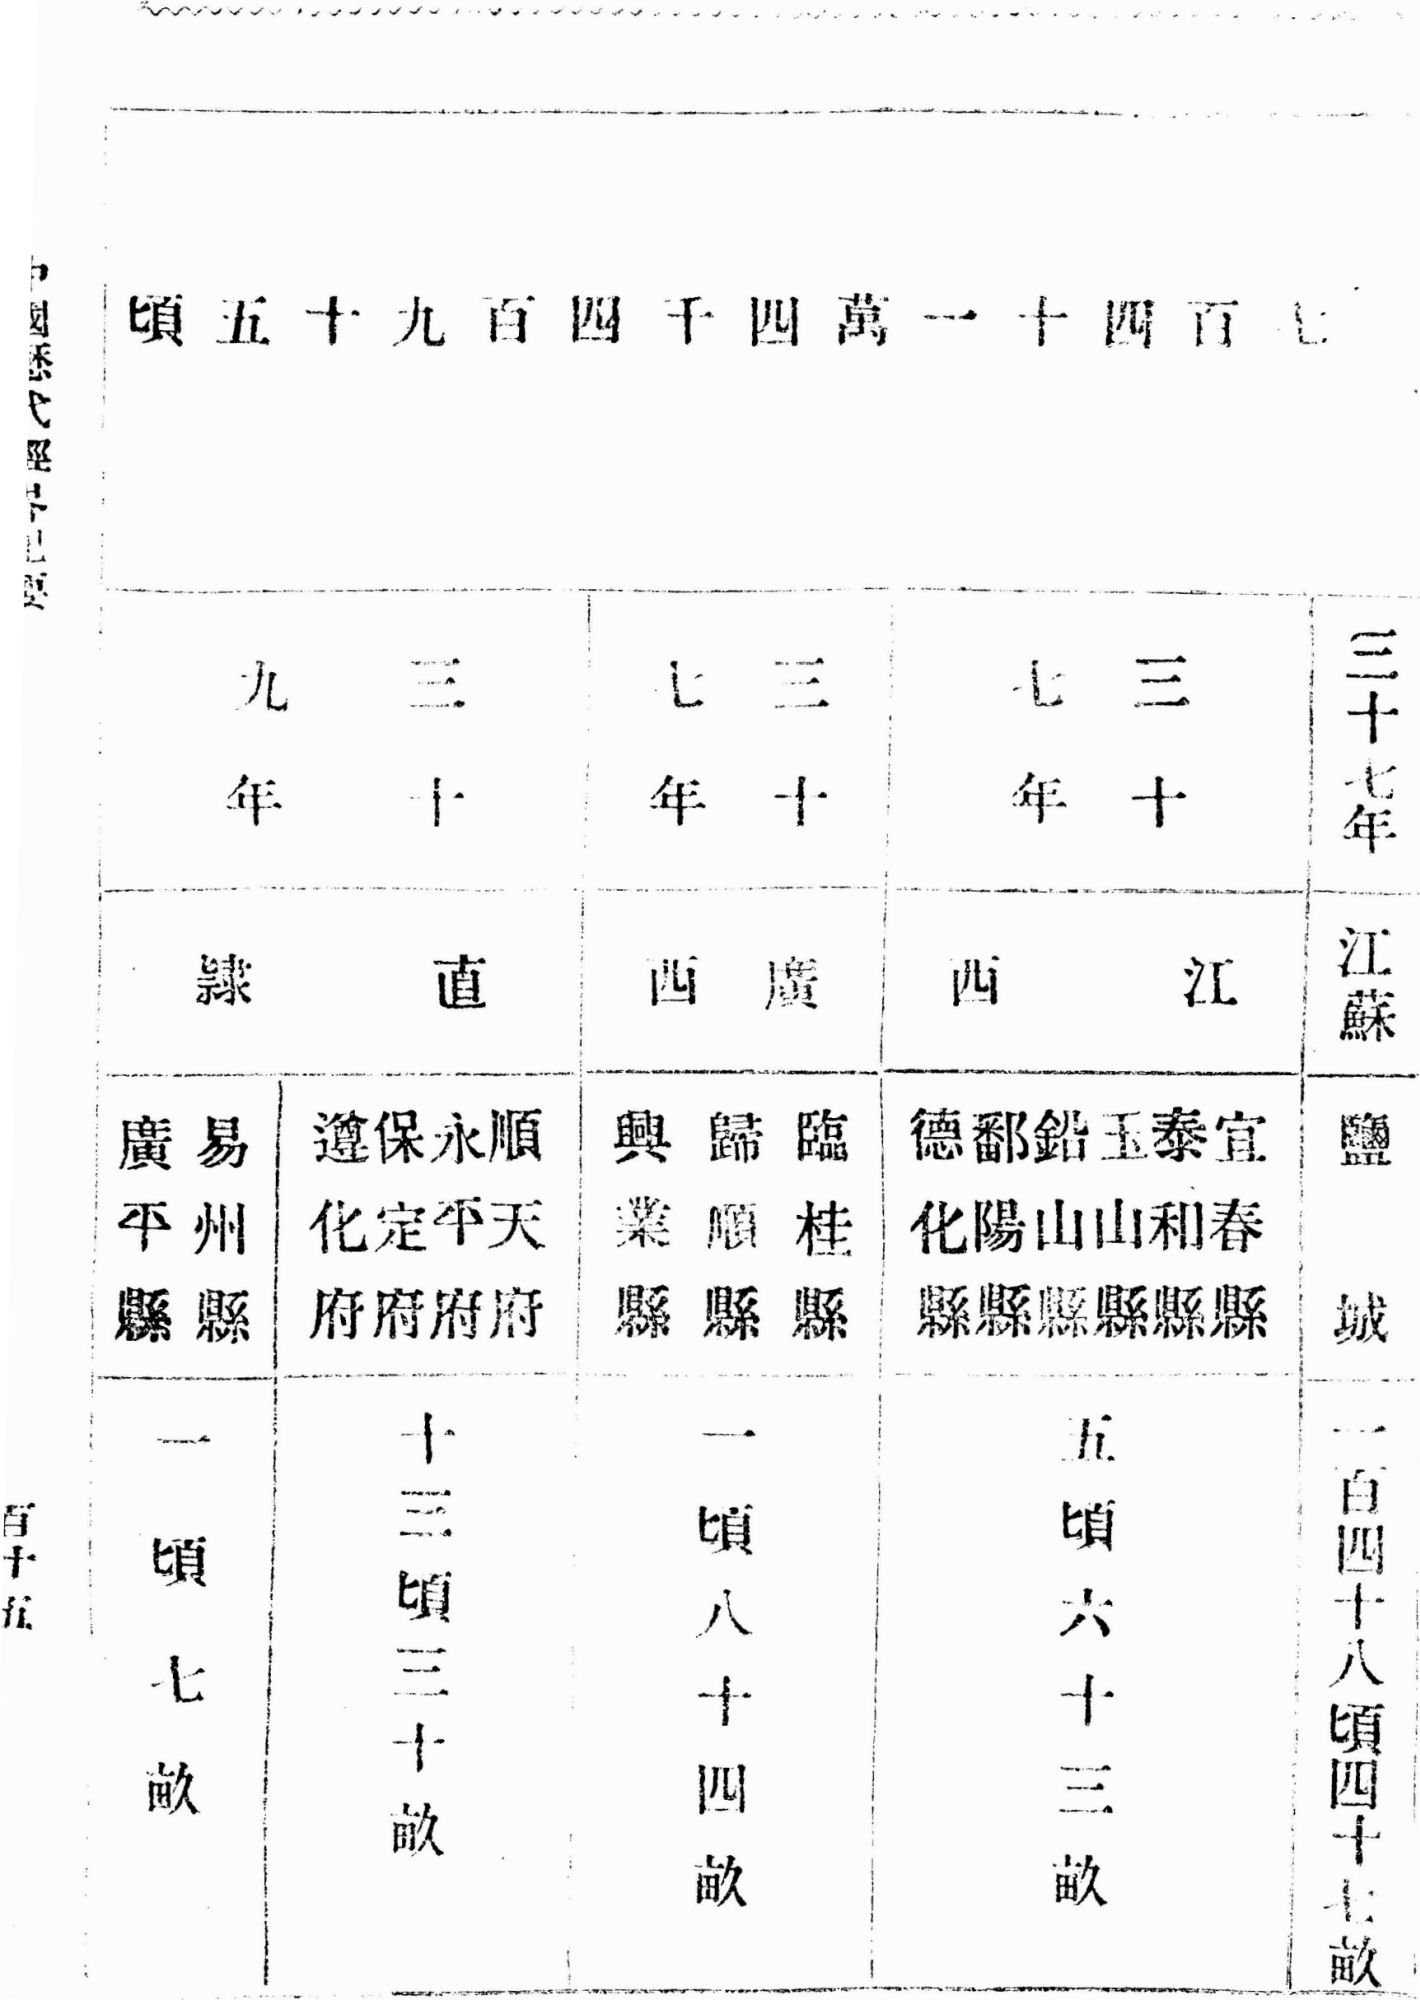 七百四十一萬四千四百九十五頃
三十七年
江蘇
鹽城
一百四十八頃四十七畝
三十
七年
江西
宜春縣
泰和縣
玉山縣
鉛山縣
鄱陽縣
德化縣
五頃六十三畝
三十
七年
廣西
臨桂縣
歸順縣
興業縣
一頃八十四畝
三十
九年
直隸
順天府
永平府
保定府
遵化府
十三頃三十畝
易州縣
廣平縣
一頃七畝
中國歷代經界紀要
百十五